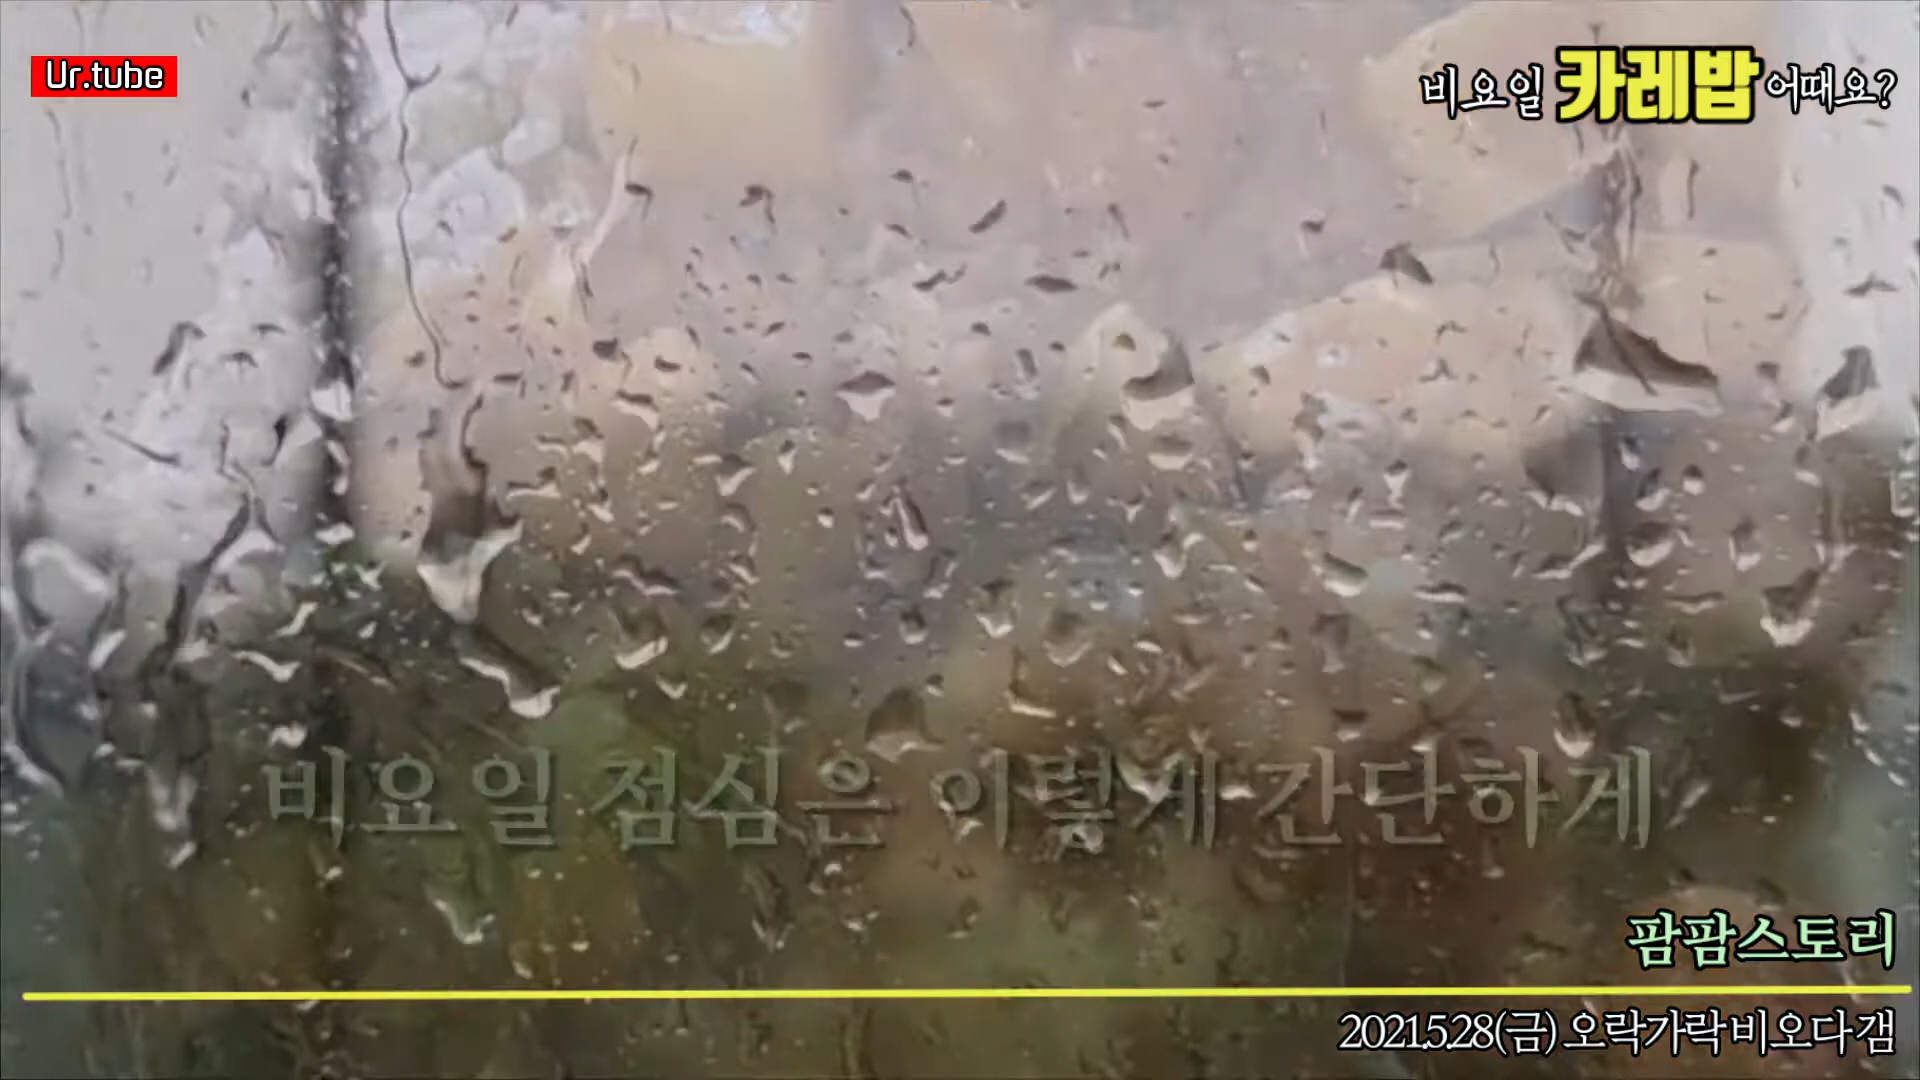 Ur.tube
비요일 카레밥 어때요?
비요일 점심은 이렇게 간단하게
팜팜스토리
2021.5.28(금) 오락가락 비오다 갬